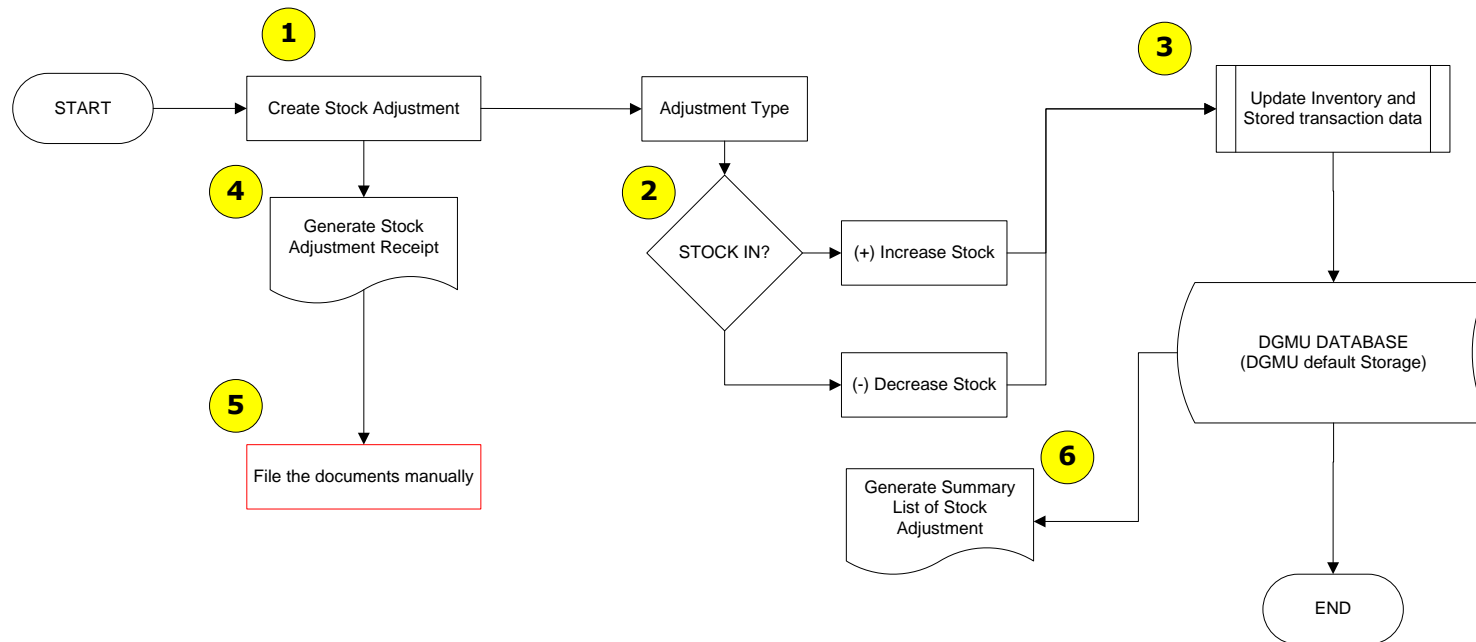 1
3
START
Create Stock Adjustment
Adjustment Type
Update Inventory and
Stored transaction data
4
2
Generate Stock
Adjustment Receipt
STOCK IN?
(+) Increase Stock
DGMU DATABASE
(DGMU default Storage)
(-) Decrease Stock
5
6
File the documents manually
Generate Summary
List of Stock
Adjustment
END